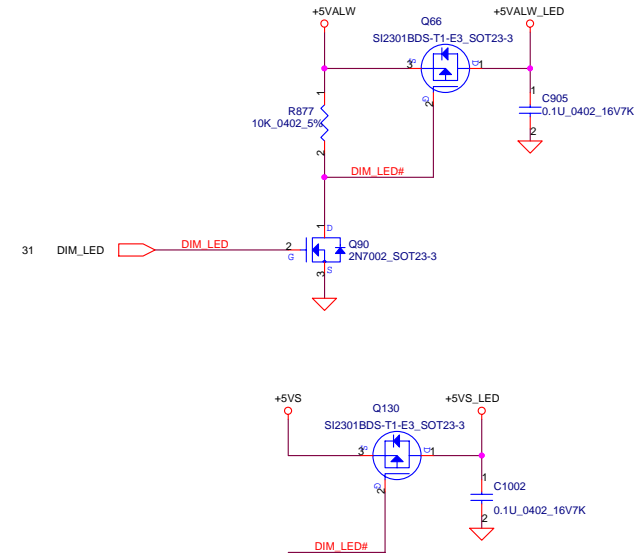 +5VALW
Q66
+5VALW_LED
SI2301BDS-T1-E3_SOT23-3
3
S
D
1
G
2
1
R877
10K_0402_5%
2
1
C905
0.1U_0402_16V7K
2
DIM_LED#
1
D
31
DIM_LED
DIM_LED
2
G
Q90
2N7002_SOT23-3
3
S
+5VS
Q130
+5VS_LED
SI2301BDS-T1-E3_SOT23-3
3
S
D
1
G
2
1
C1002
0.1U_0402_16V7K
2
DIM_LED#